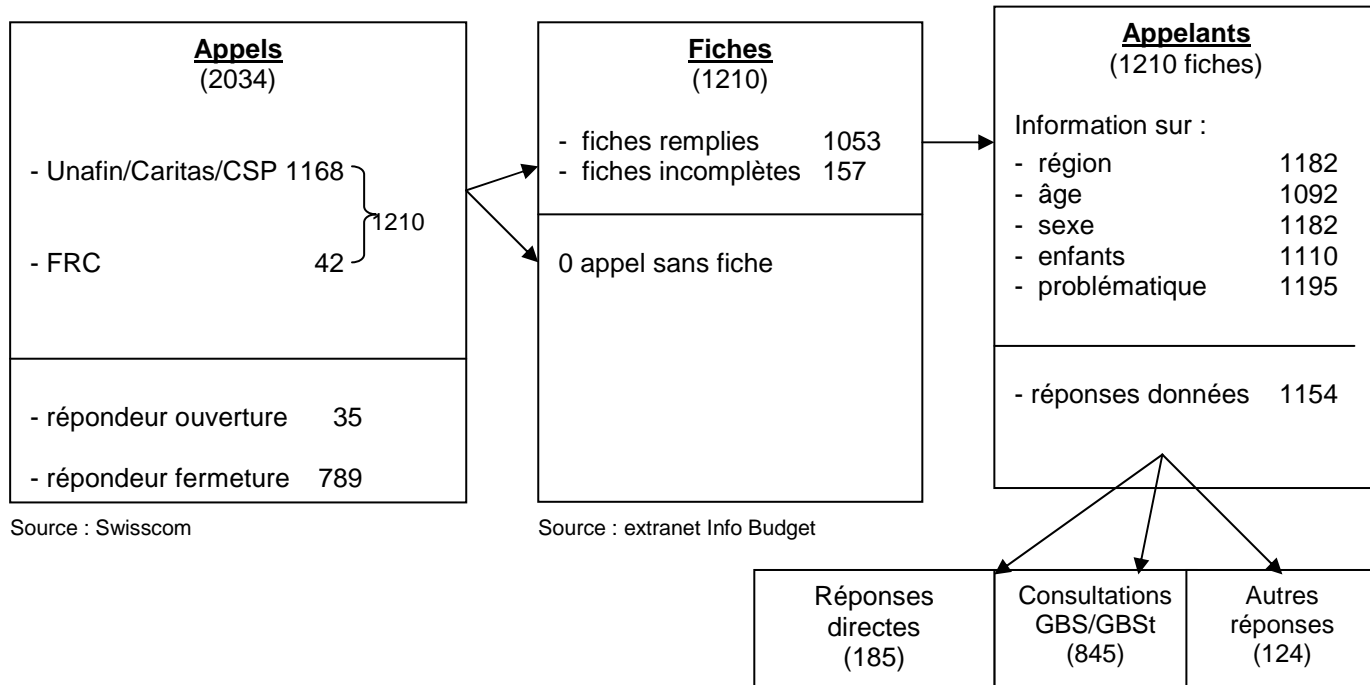 Appels
(2034)
- Unafin/Caritas/CSP 1168
1210
- FRC 42
- répondeur ouverture 35
- répondeur fermeture 789
Source : Swisscom
Fiches
(1210)
- fiches remplies 1053
- fiches incomplètes 157
0 appel sans fiche
Source : extranet Info Budget
Appelants
(1210 fiches)
Information sur :
- région 1182
- âge 1092
- sexe 1182
- enfants 1110
- problématique 1195
- réponses données 1154
Réponses
directes
(185)
Consultations
GBS/GBSt
(845)
Autres
réponses
(124)